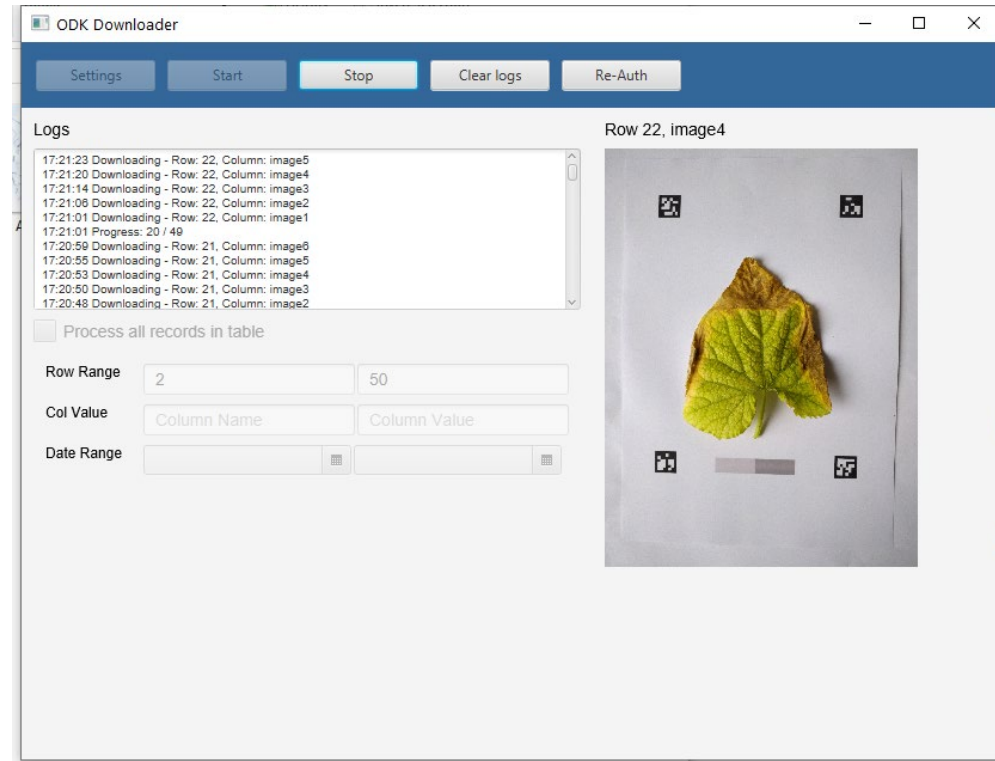 ODK Downloader
Settings Start Stop Clear logs Re-Auth
Logs
17:21:23 Downloading - Row: 22, Column: image5
17:21:20 Downloading - Row: 22, Column: image4
17:21:14 Downloading - Row: 22, Column: image3
17:21:06 Downloading - Row: 22, Column: image2
17:21:01 Downloading - Row: 22, Column: image1
17:21:01 Progress: 20 / 49
17:20:59 Downloading - Row: 21, Column: image6
17:20:55 Downloading - Row: 21, Column: image5
17:20:53 Downloading - Row: 21, Column: image4
17:20:50 Downloading - Row: 21, Column: image3
17:20:48 Downloading - Row: 21, Column: image2
Process all records in table
Row Range 2 50
Col Value Column Name Column Value
Date Range
Row 22, image4